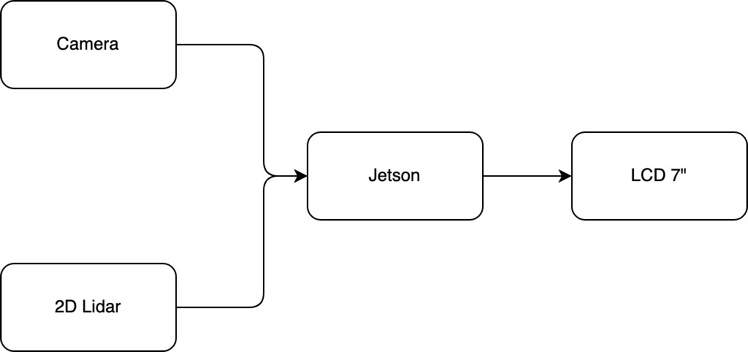 Camera
Jetson
LCD 7"
2D Lidar